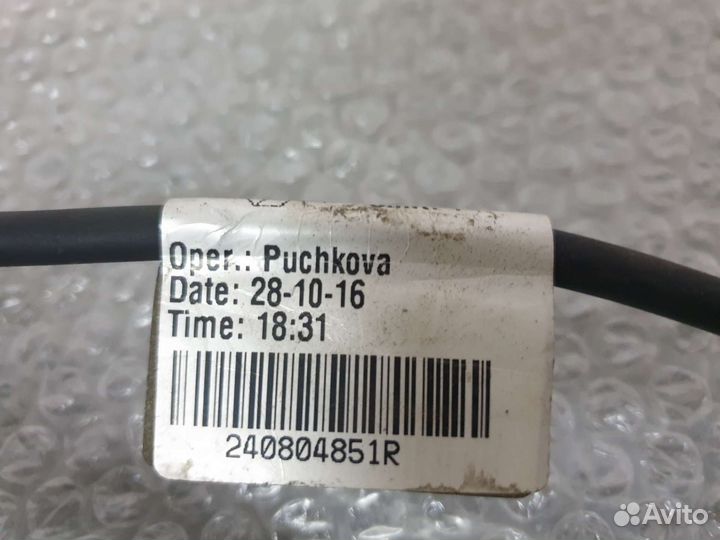 Oper.: Puchkova
Date: 28-10-16
Time: 18:31
240804851R
Avito